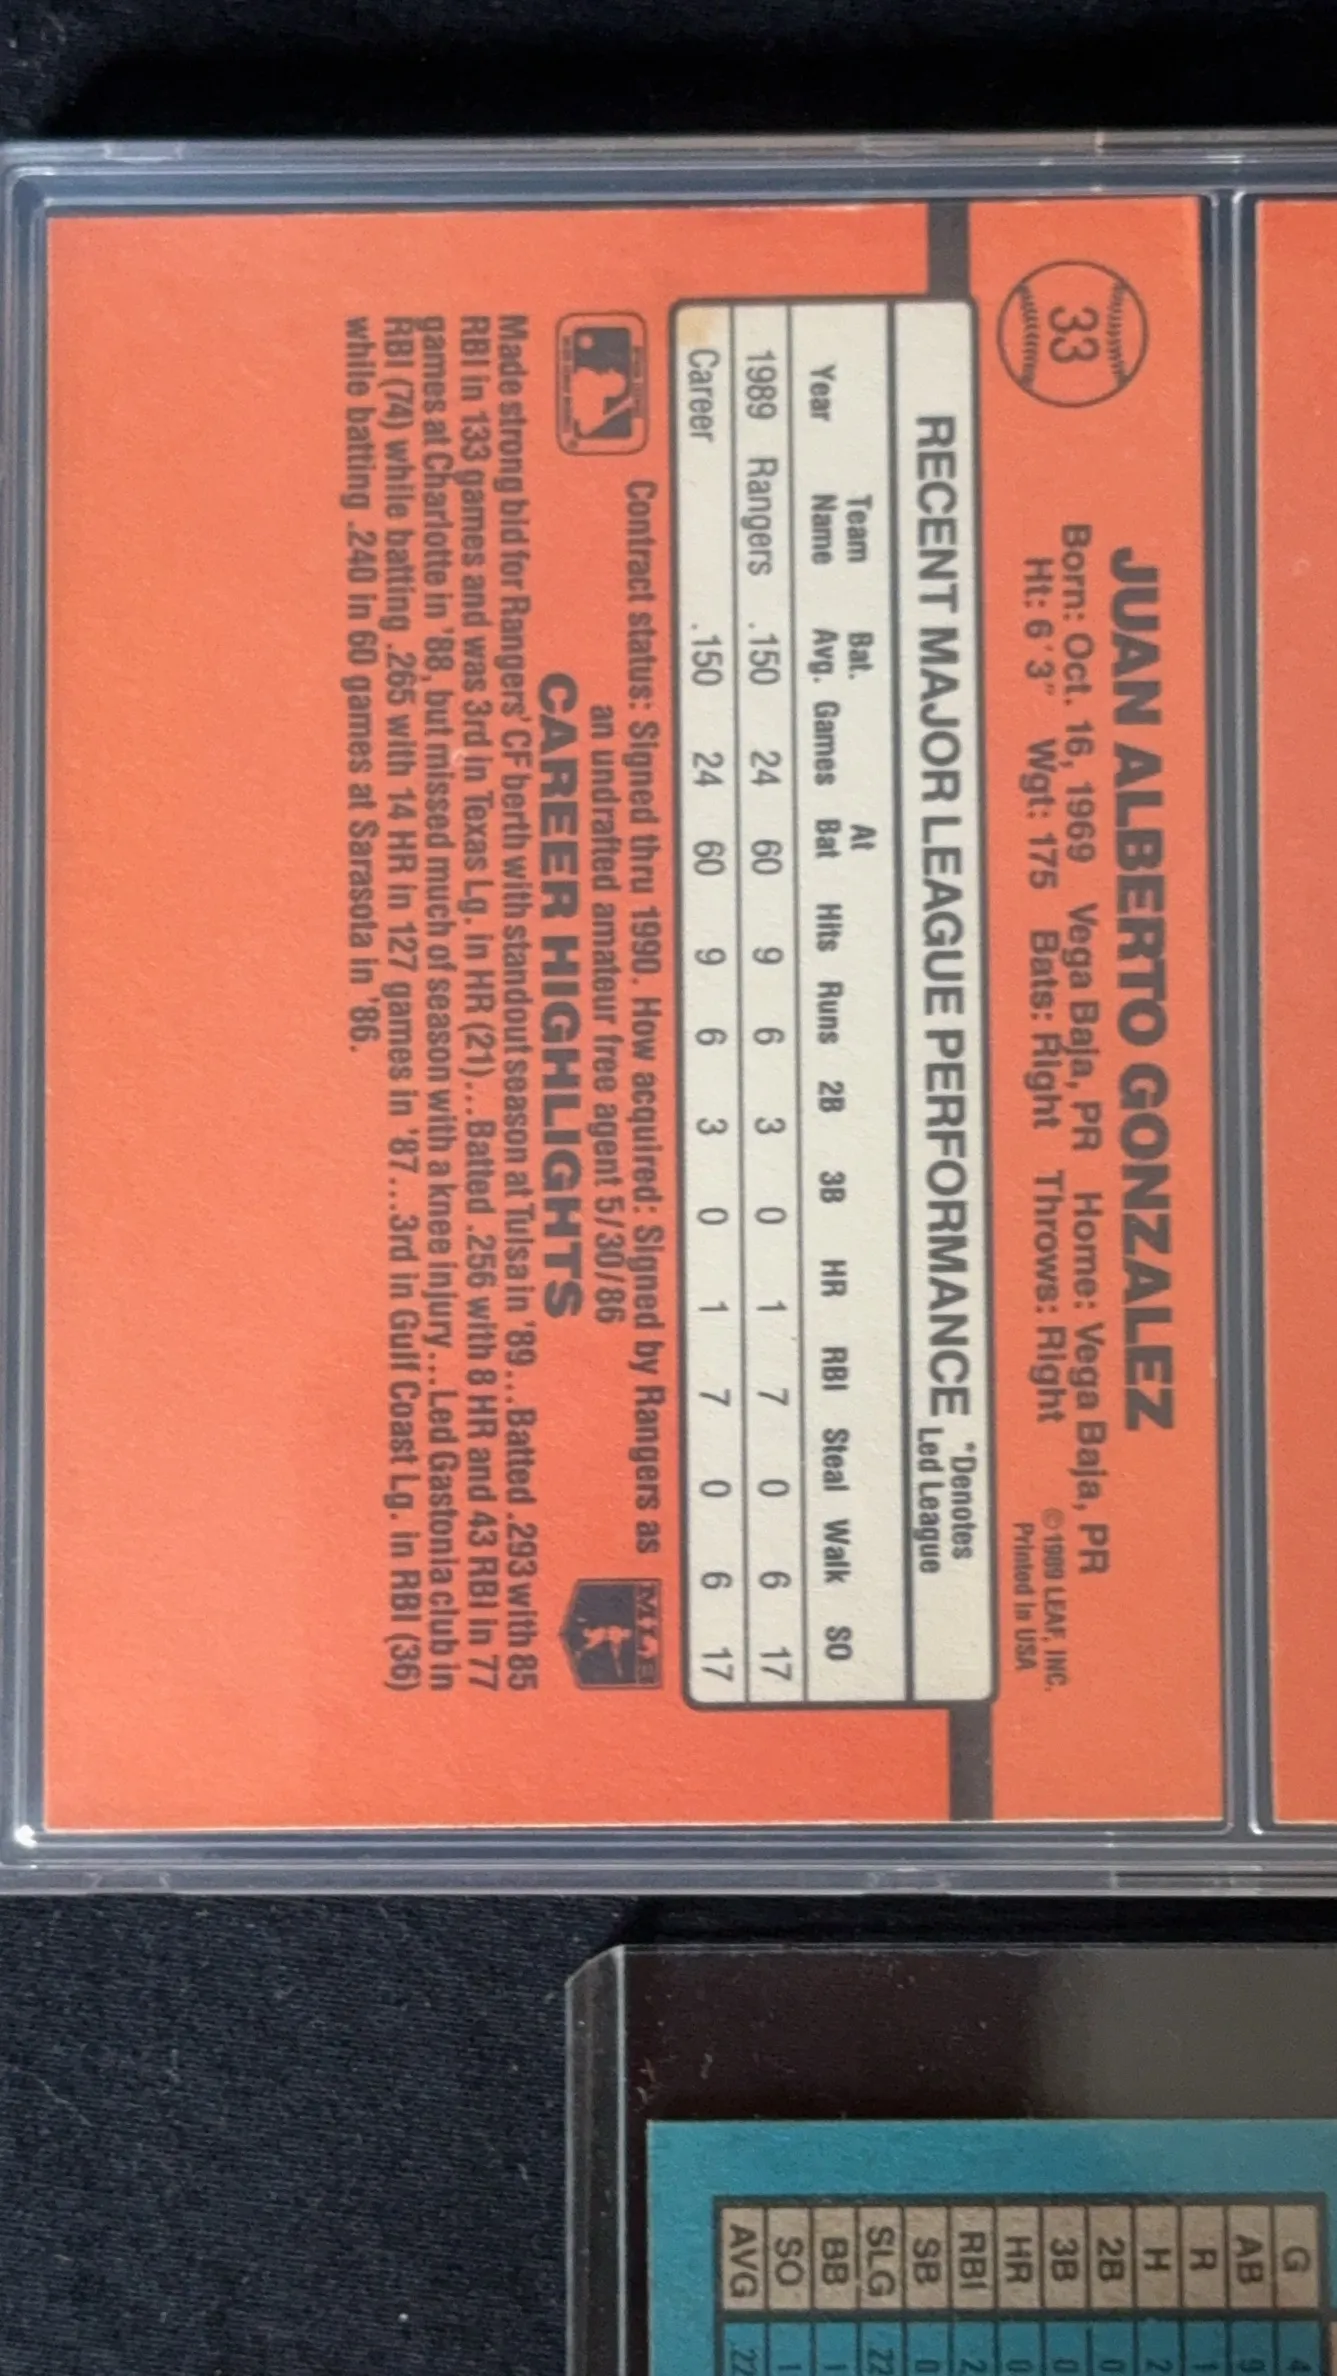 33
JUAN ALBERTO GONZALEZ
Born: Oct. 16, 1969 Vega Baja, PR Home: Vega Baja, PR
Ht: 6'3" Wgt: 175 Bats: Right Throws: Right
©1989 LEAF, INC.
Printed in USA
RECENT MAJOR LEAGUE PERFORMANCE *Denotes Led League
Year Team Name Bat. Avg. Games At Bat Hits Runs 2B 3B HR RBI Steal Walk SO
1989 Rangers .150 24 60 9 6 3 0 1 7 0 6 17
Career .150 24 60 9 6 3 0 1 7 0 6 17
Contract status: Signed thru 1990. How acquired: Signed by Rangers as
an undrafted amateur free agent 5/30/86
CAREER HIGHLIGHTS
Made strong bid for Rangers' CF berth with standout season at Tulsa in '89...Batted .293 with 85
RBI in 133 games and was 3rd in Texas Lg. in HR (21)...Batted .256 with 8 HR and 43 RBI in 77
games at Charlotte in '88, but missed much of season with a knee injury...Led Gastonia club in
RBI (74) while batting .265 with 14 HR in 127 games in '87...3rd in Gulf Coast Lg. in RBI (36)
while batting .240 in 60 games at Sarasota in '86.
G
AB
R
H
2B
3B
HR
RBI
SB
SLG
BB
SO
AVG